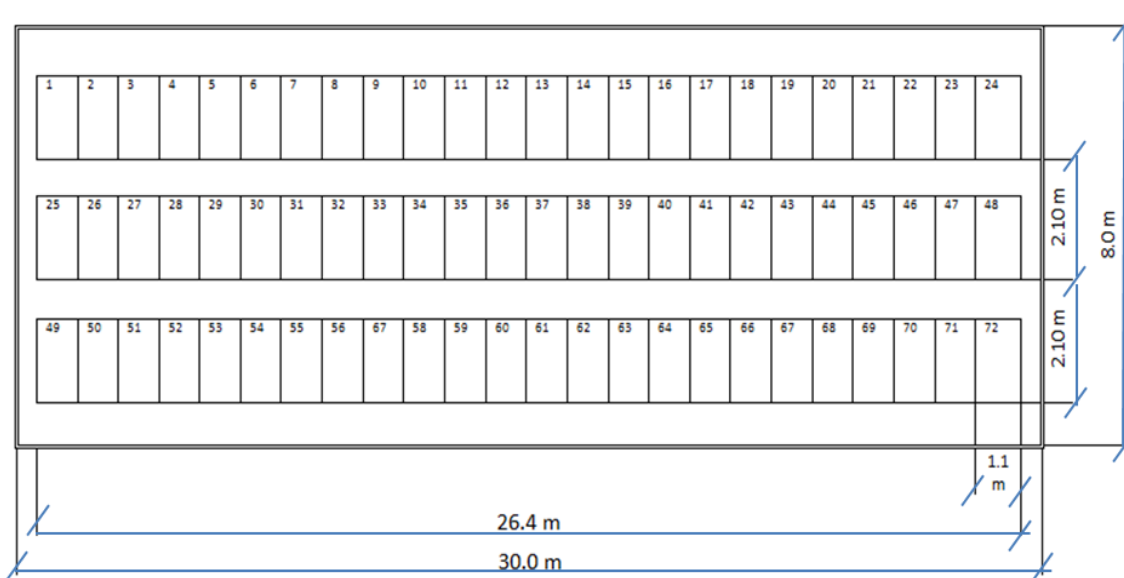 1 2 3 4 5 6 7 8 9 10 11 12 13 14 15 16 17 18 19 20 21 22 23 24
25 26 27 28 29 30 31 32 33 34 35 36 37 38 39 40 41 42 43 44 45 46 47 48
2.10 m
8.0 m
49 50 51 52 53 54 55 56 67 58 59 60 61 62 63 64 65 66 67 68 69 70 71 72
2.10 m
1.1
m
26.4 m
30.0 m